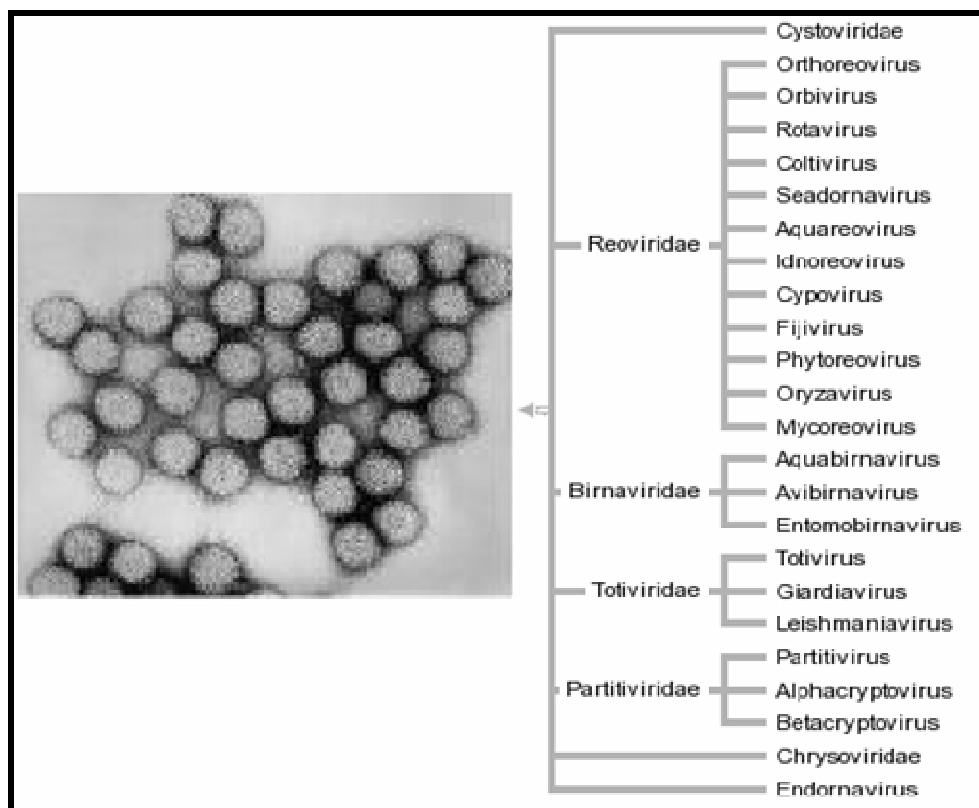 Cystoviridae
Reoviridae
Orthoreovirus
Orbivirus
Rotavirus
Coltivirus
Seadornavirus
Aquareovirus
Idnoreovirus
Cypovirus
Fijivirus
Phytoreovirus
Oryzavirus
Mycoreovirus
Birnaviridae
Aquabirnavirus
Avibirnavirus
Entomobirnavirus
Totiviridae
Totivirus
Giardiavirus
Leishmaniavirus
Partitiviridae
Partitivirus
Alphacryptovirus
Betacryptovirus
Chrysoviridae
Endornavirus